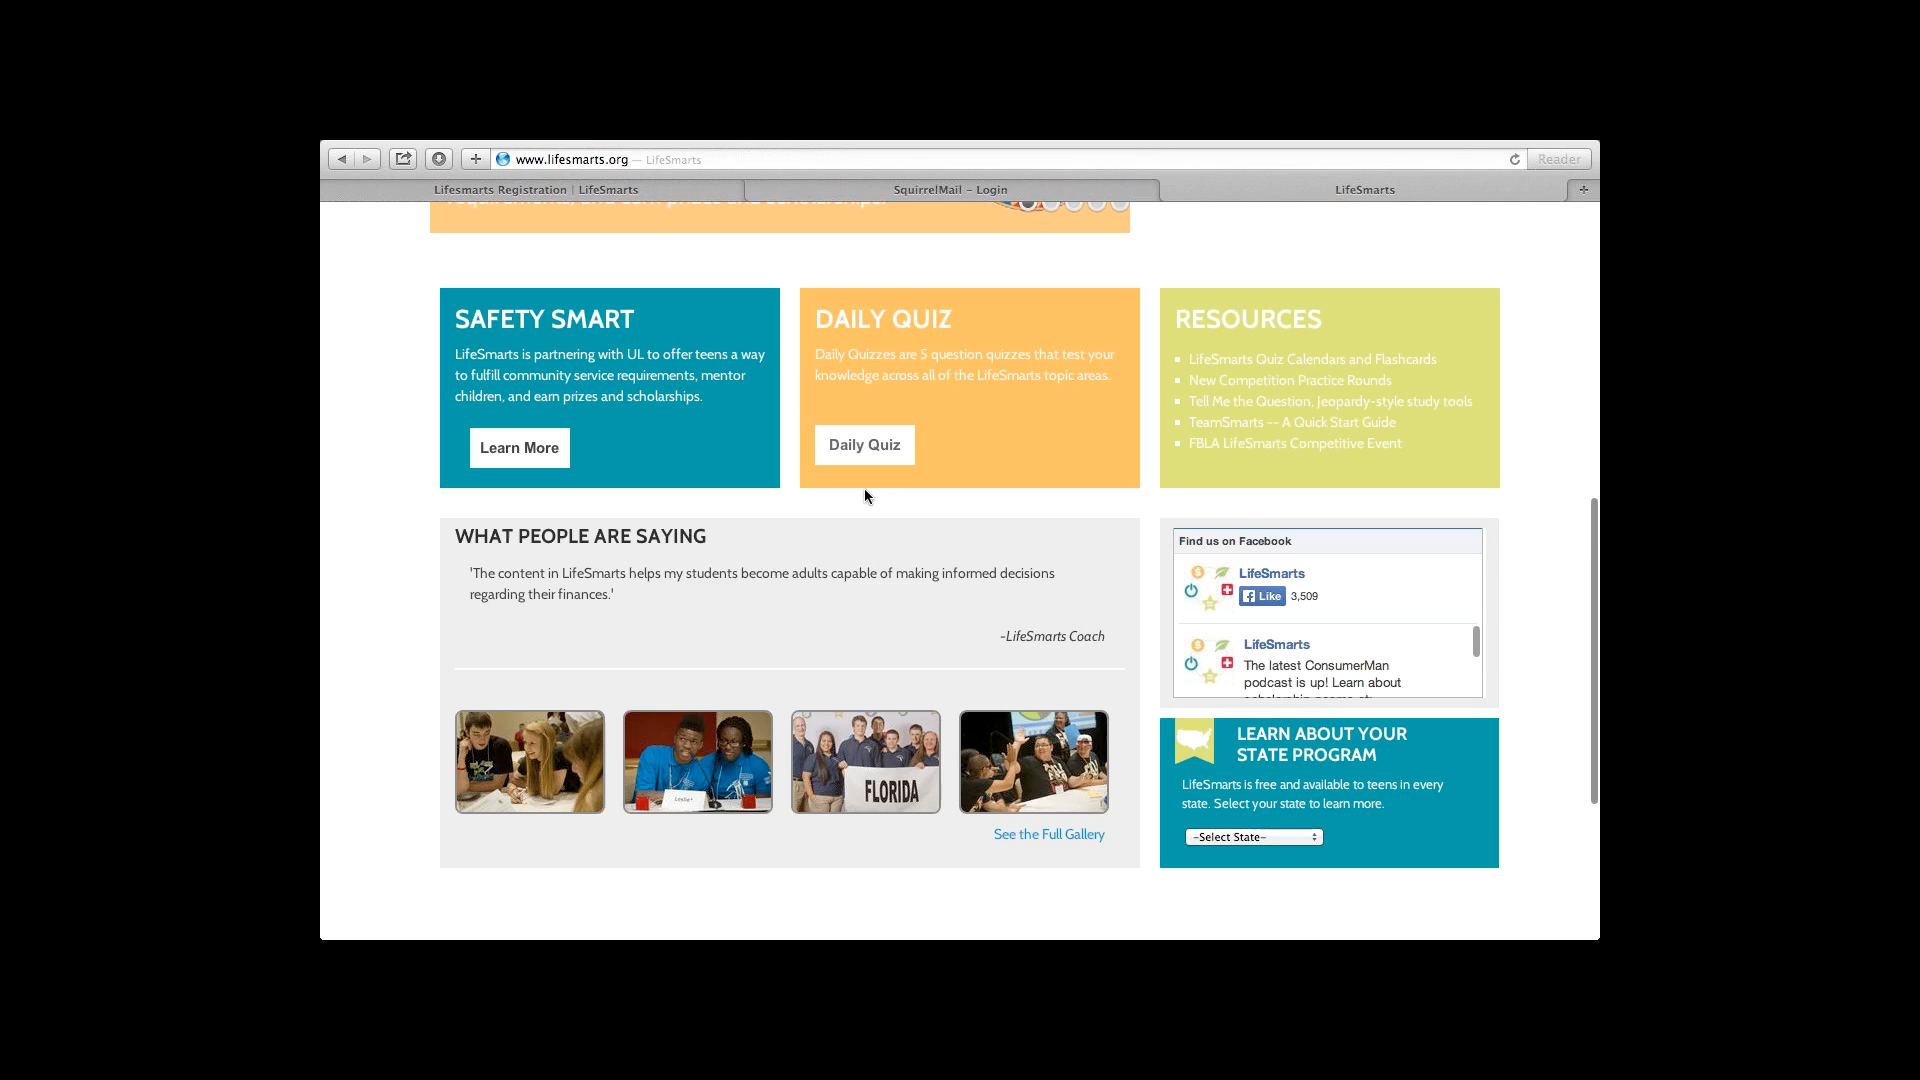 www.lifesmarts.org — LifeSmarts
Reader
Lifesmarts Registration | LifeSmarts
SquirrelMail - Login
LifeSmarts
SAFETY SMART
LifeSmarts is partnering with UL to offer teens a way
to fulfill community service requirements, mentor
children, and earn prizes and scholarships.
Learn More
DAILY QUIZ
Daily Quizzes are 5 question quizzes that test your
knowledge across all of the LifeSmarts topic areas.
Daily Quiz
RESOURCES
LifeSmarts Quiz Calendars and Flashcards
New Competition Practice Rounds
Tell Me the Question, Jeopardy-style study tools
TeamSmarts -- A Quick Start Guide
FBLA LifeSmarts Competitive Event
WHAT PEOPLE ARE SAYING
'The content in LifeSmarts helps my students become adults capable of making informed decisions
regarding their finances.'
-LifeSmarts Coach
FLORIDA
See the Full Gallery
Find us on Facebook
LifeSmarts
Like 3,509
LifeSmarts
The latest ConsumerMan
podcast is up! Learn about
LEARN ABOUT YOUR
STATE PROGRAM
LifeSmarts is free and available to teens in every
state. Select your state to learn more.
-Select State-